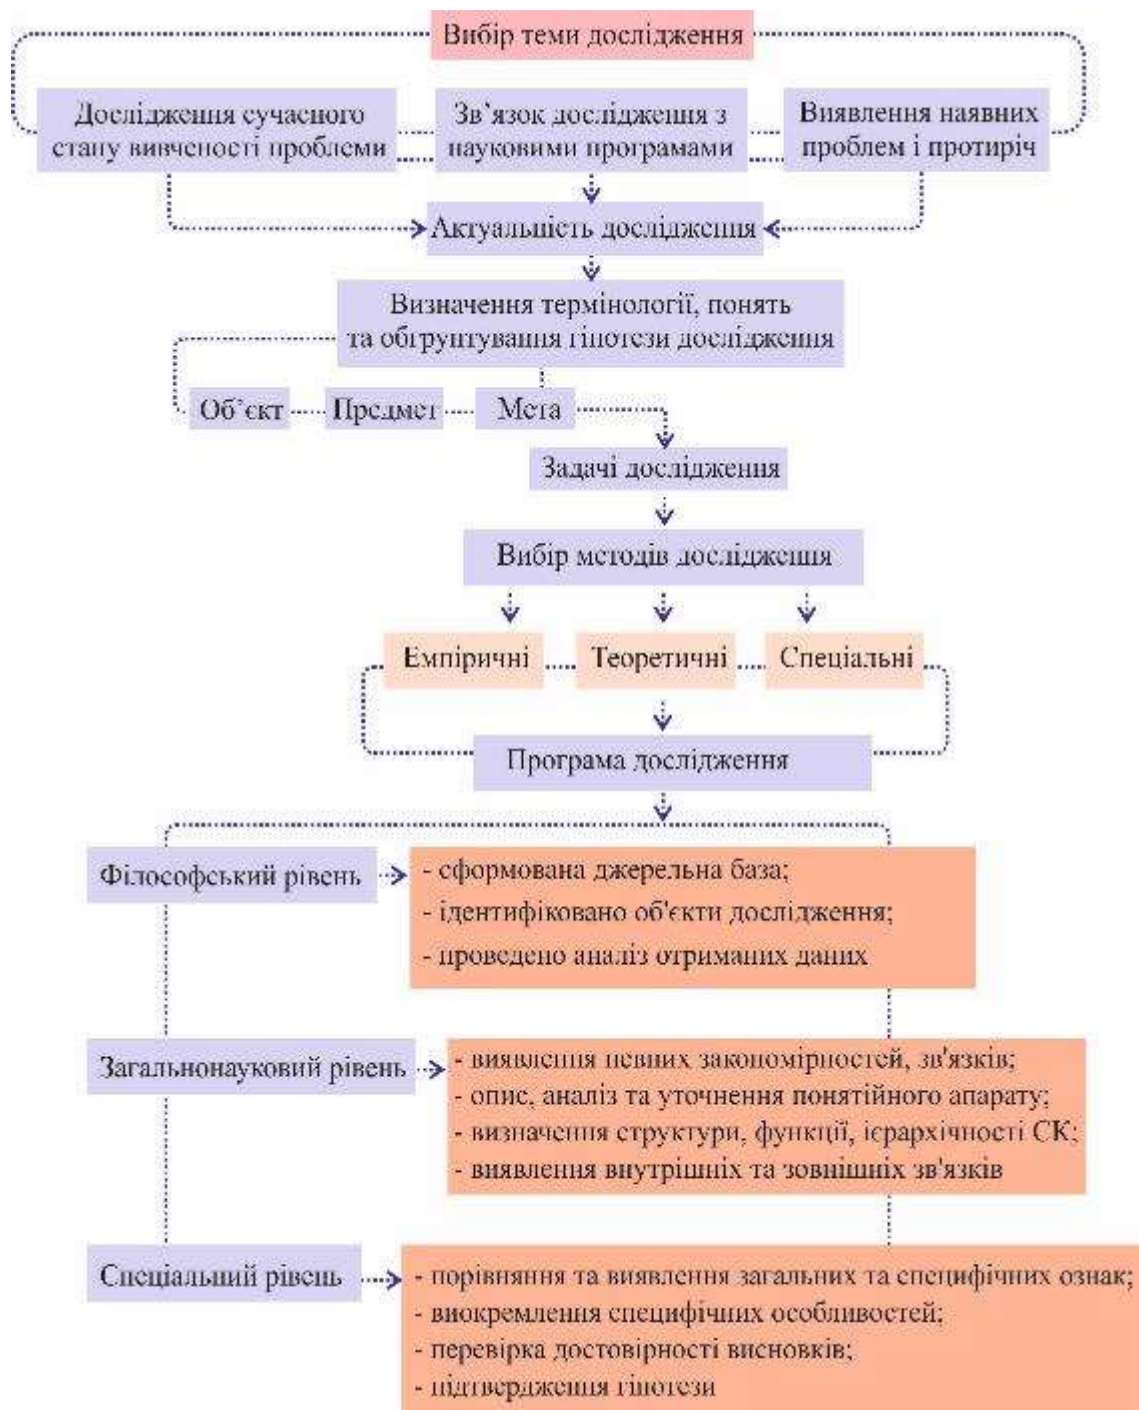 Вибір теми дослідження
Дослідження сучасного
стану вивченості проблеми
Зв’язок дослідження з
науковими програмами
Виявлення наявних
проблем і протиріч
Актуальність дослідження
Визначення термінології, понять
та обґрунтування гіпотези дослідження
Об’єкт
Предмет
Мета
Задачі дослідження
Вибір методів дослідження
Емпіричні
Теоретичні
Спеціальні
Програма дослідження
Філософський рівень
- сформована джерельна база;
- ідентифіковано об'єкти дослідження;
- проведено аналіз отриманих даних
Загальнонауковий рівень
- виявлення певних закономірностей, зв'язків;
- опис, аналіз та уточнення понятійного апарату;
- визначення структури, функції, ієрархічності СК;
- виявлення внутрішніх та зовнішніх зв'язків
Спеціальний рівень
- порівняння та виявлення загальних та специфічних ознак;
- виокремлення специфічних особливостей;
- перевірка достовірності висновків;
- підтвердження гіпотези